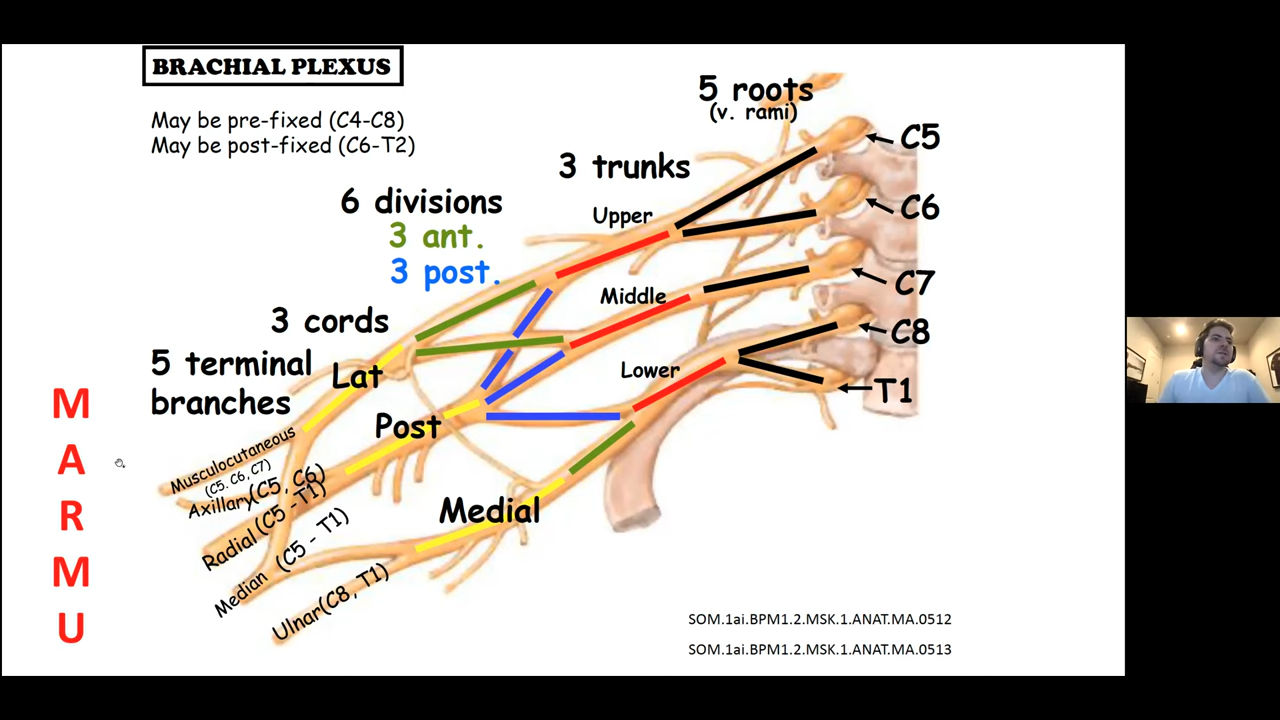 BRACHIAL PLEXUS
May be pre-fixed (C4-C8)
May be post-fixed (C6-T2)
5 roots
(v. rami)
C5
C6
C7
C8
T1
3 trunks
Upper
Middle
Lower
6 divisions
3 ant.
3 post.
3 cords
Lat
Post
Medial
5 terminal
branches
Musculocutaneous
(C5. C6, C7)
Axillary(C5, C6)
Radial (C5 -T1)
Median (C5 - T1)
Ulnar(C8, T1)
M
A
R
M
U
SOM.1ai.BPM1.2.MSK.1.ANAT.MA.0512
SOM.1ai.BPM1.2.MSK.1.ANAT.MA.0513